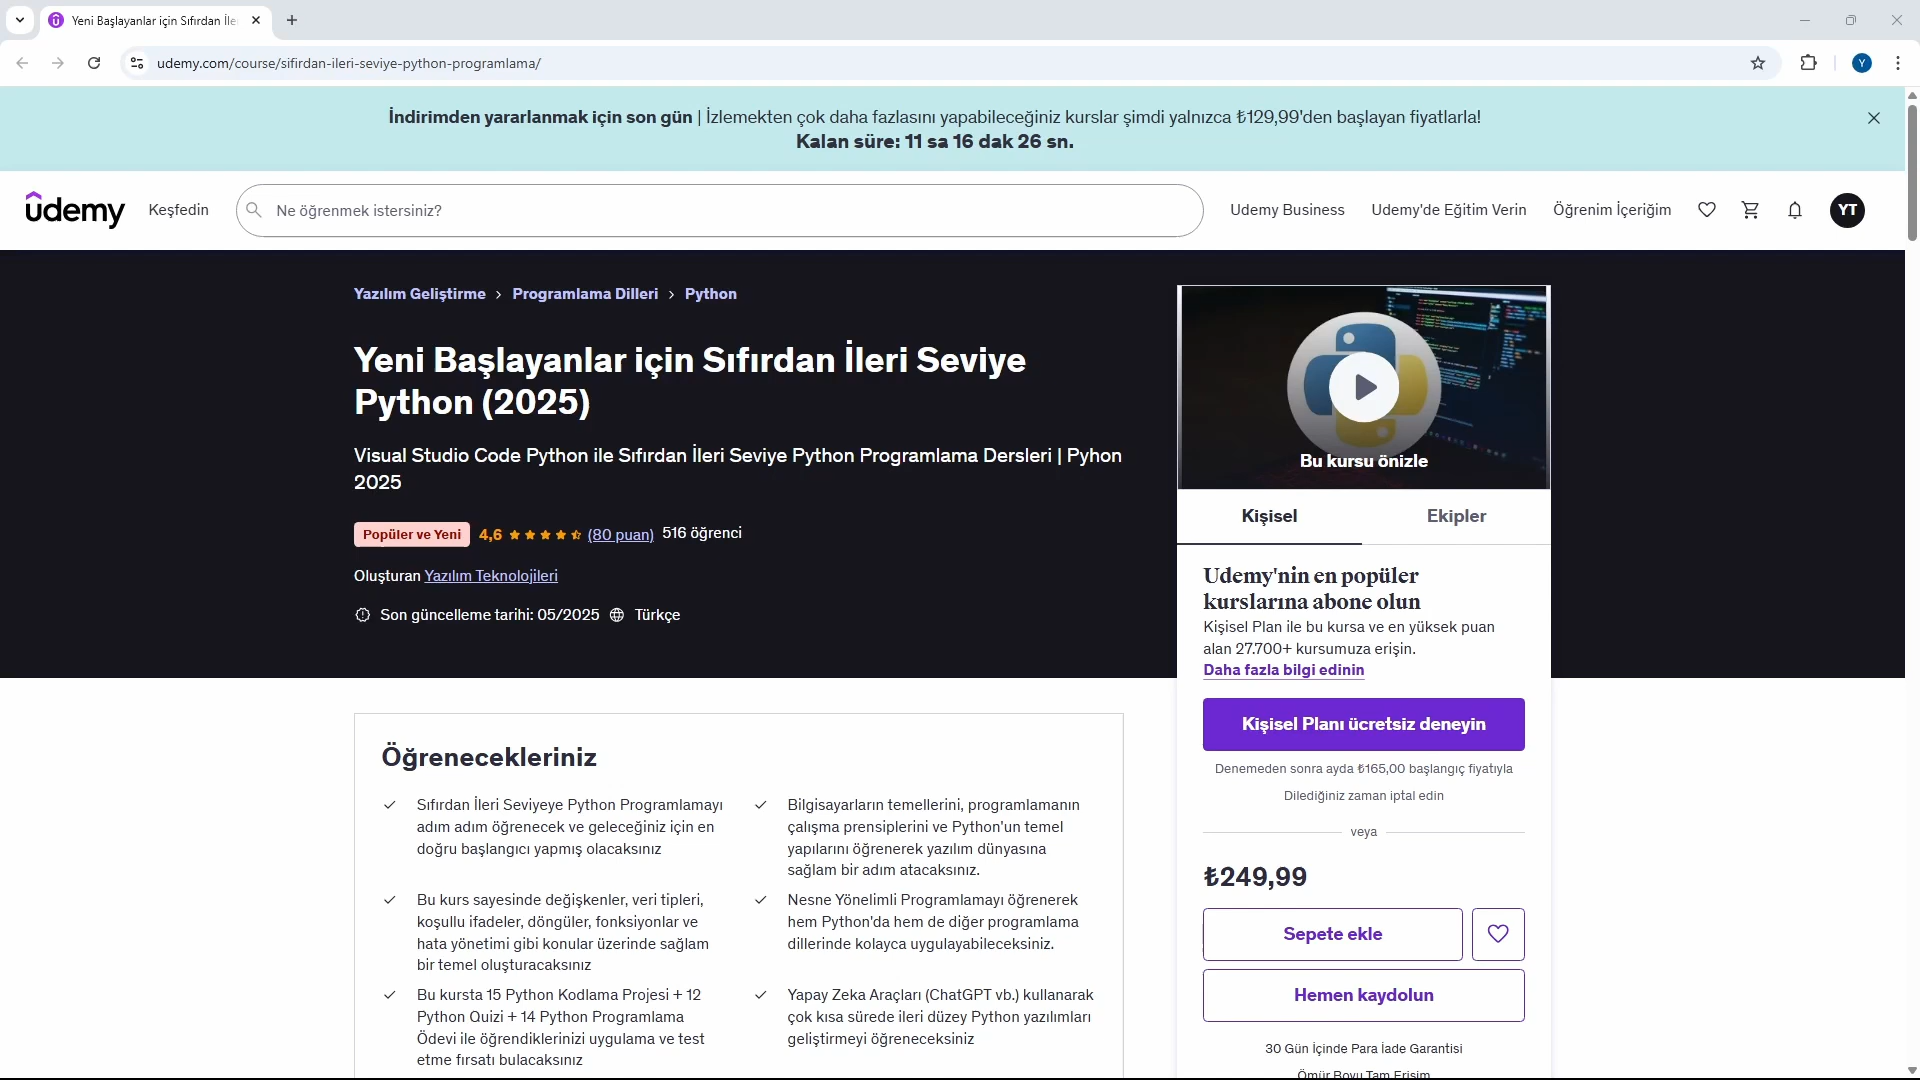 Yeni Başlayanlar için Sıfırdan İle
udemy.com/course/sifirdan-ileri-seviye-python-programlama/
Y
İndirimden yararlanmak için son gün | İzlemekten çok daha fazlasını yapabileceğiniz kurslar şimdi yalnızca ₺129,99'den başlayan fiyatlarla!
Kalan süre: 11 sa 16 dak 26 sn.
ûdemy
Keşfedin
Ne öğrenmek istersiniz?
Udemy Business
Udemy'de Eğitim Verin
Öğrenim İçeriğim
YT
Yazılım Geliştirme > Programlama Dilleri > Python
Yeni Başlayanlar için Sıfırdan İleri Seviye
Python (2025)
Visual Studio Code Python ile Sıfırdan İleri Seviye Python Programlama Dersleri | Pyhon
2025
Popüler ve Yeni 4,6 (80 puan) 516 öğrenci
Oluşturan Yazılım Teknolojileri
Son güncelleme tarihi: 05/2025 Türkçe
Bu kursu önizle
Kişisel
Ekipler
Udemy'nin en popüler
kurslarına abone olun
Kişisel Plan ile bu kursa ve en yüksek puan
alan 27.700+ kursumuza erişin.
Daha fazla bilgi edinin
Kişisel Planı ücretsiz deneyin
Denemeden sonra ayda ₺165,00 başlangıç fiyatıyla
Dilediğiniz zaman iptal edin
veya
₺249,99
Sepete ekle
Hemen kaydolun
30 Gün İçinde Para İade Garantisi
Ömür Boyu Tam Erişim
Öğrenecekleriniz
Sıfırdan İleri Seviyeye Python Programlamayı
adım adım öğrenecek ve geleceğiniz için en
doğru başlangıcı yapmış olacaksınız
Bilgisayarların temellerini, programlamanın
çalışma prensiplerini ve Python'un temel
yapılarını öğrenerek yazılım dünyasına
sağlam bir adım atacaksınız.
Bu kurs sayesinde değişkenler, veri tipleri,
koşullu ifadeler, döngüler, fonksiyonlar ve
hata yönetimi gibi konular üzerinde sağlam
bir temel oluşturacaksınız
Nesne Yönelimli Programlamayı öğrenerek
hem Python'da hem de diğer programlama
dillerinde kolayca uygulayabileceksiniz.
Bu kursta 15 Python Kodlama Projesi + 12
Python Quizi + 14 Python Programlama
Ödevi ile öğrendiklerinizi uygulama ve test
etme fırsatı bulacaksınız
Yapay Zeka Araçları (ChatGPT vb.) kullanarak
çok kısa sürede ileri düzey Python yazılımları
geliştirmeyi öğreneceksiniz